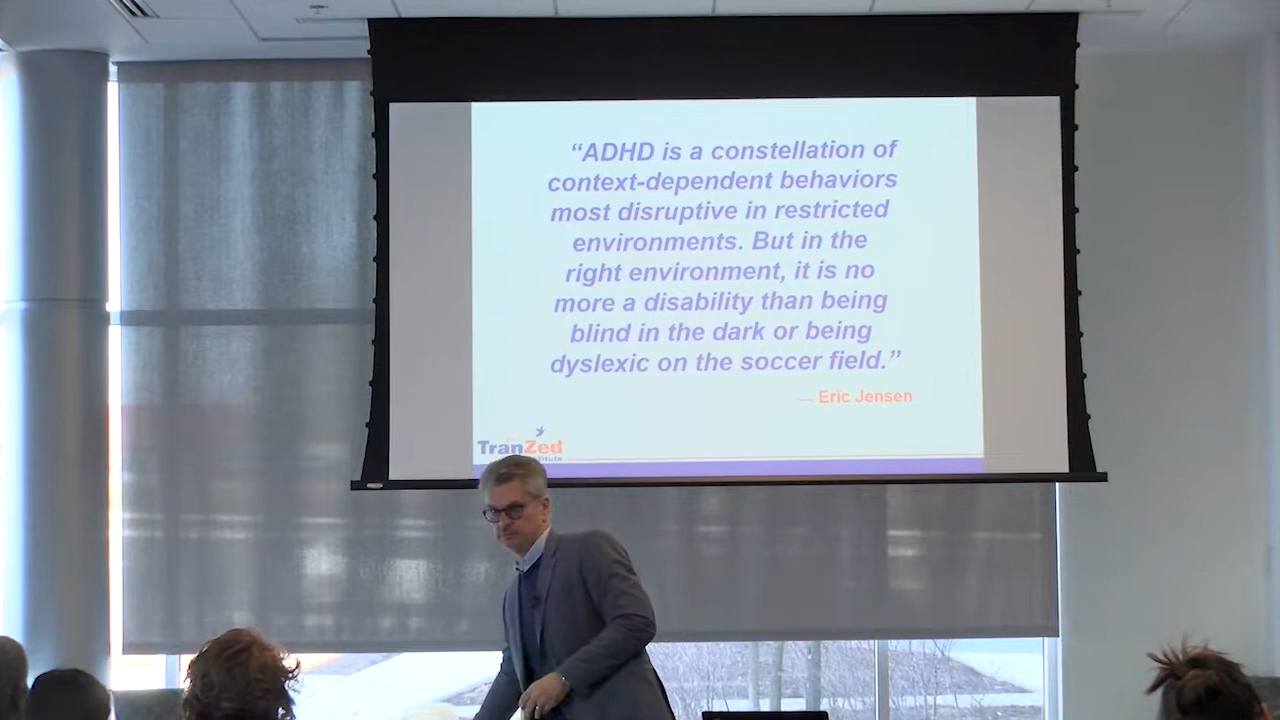 “ADHD is a constellation of
context-dependent behaviors
most disruptive in restricted
environments. But in the
right environment, it is no
more a disability than being
blind in the dark or being
dyslexic on the soccer field.”
— Eric Jensen
TranZed